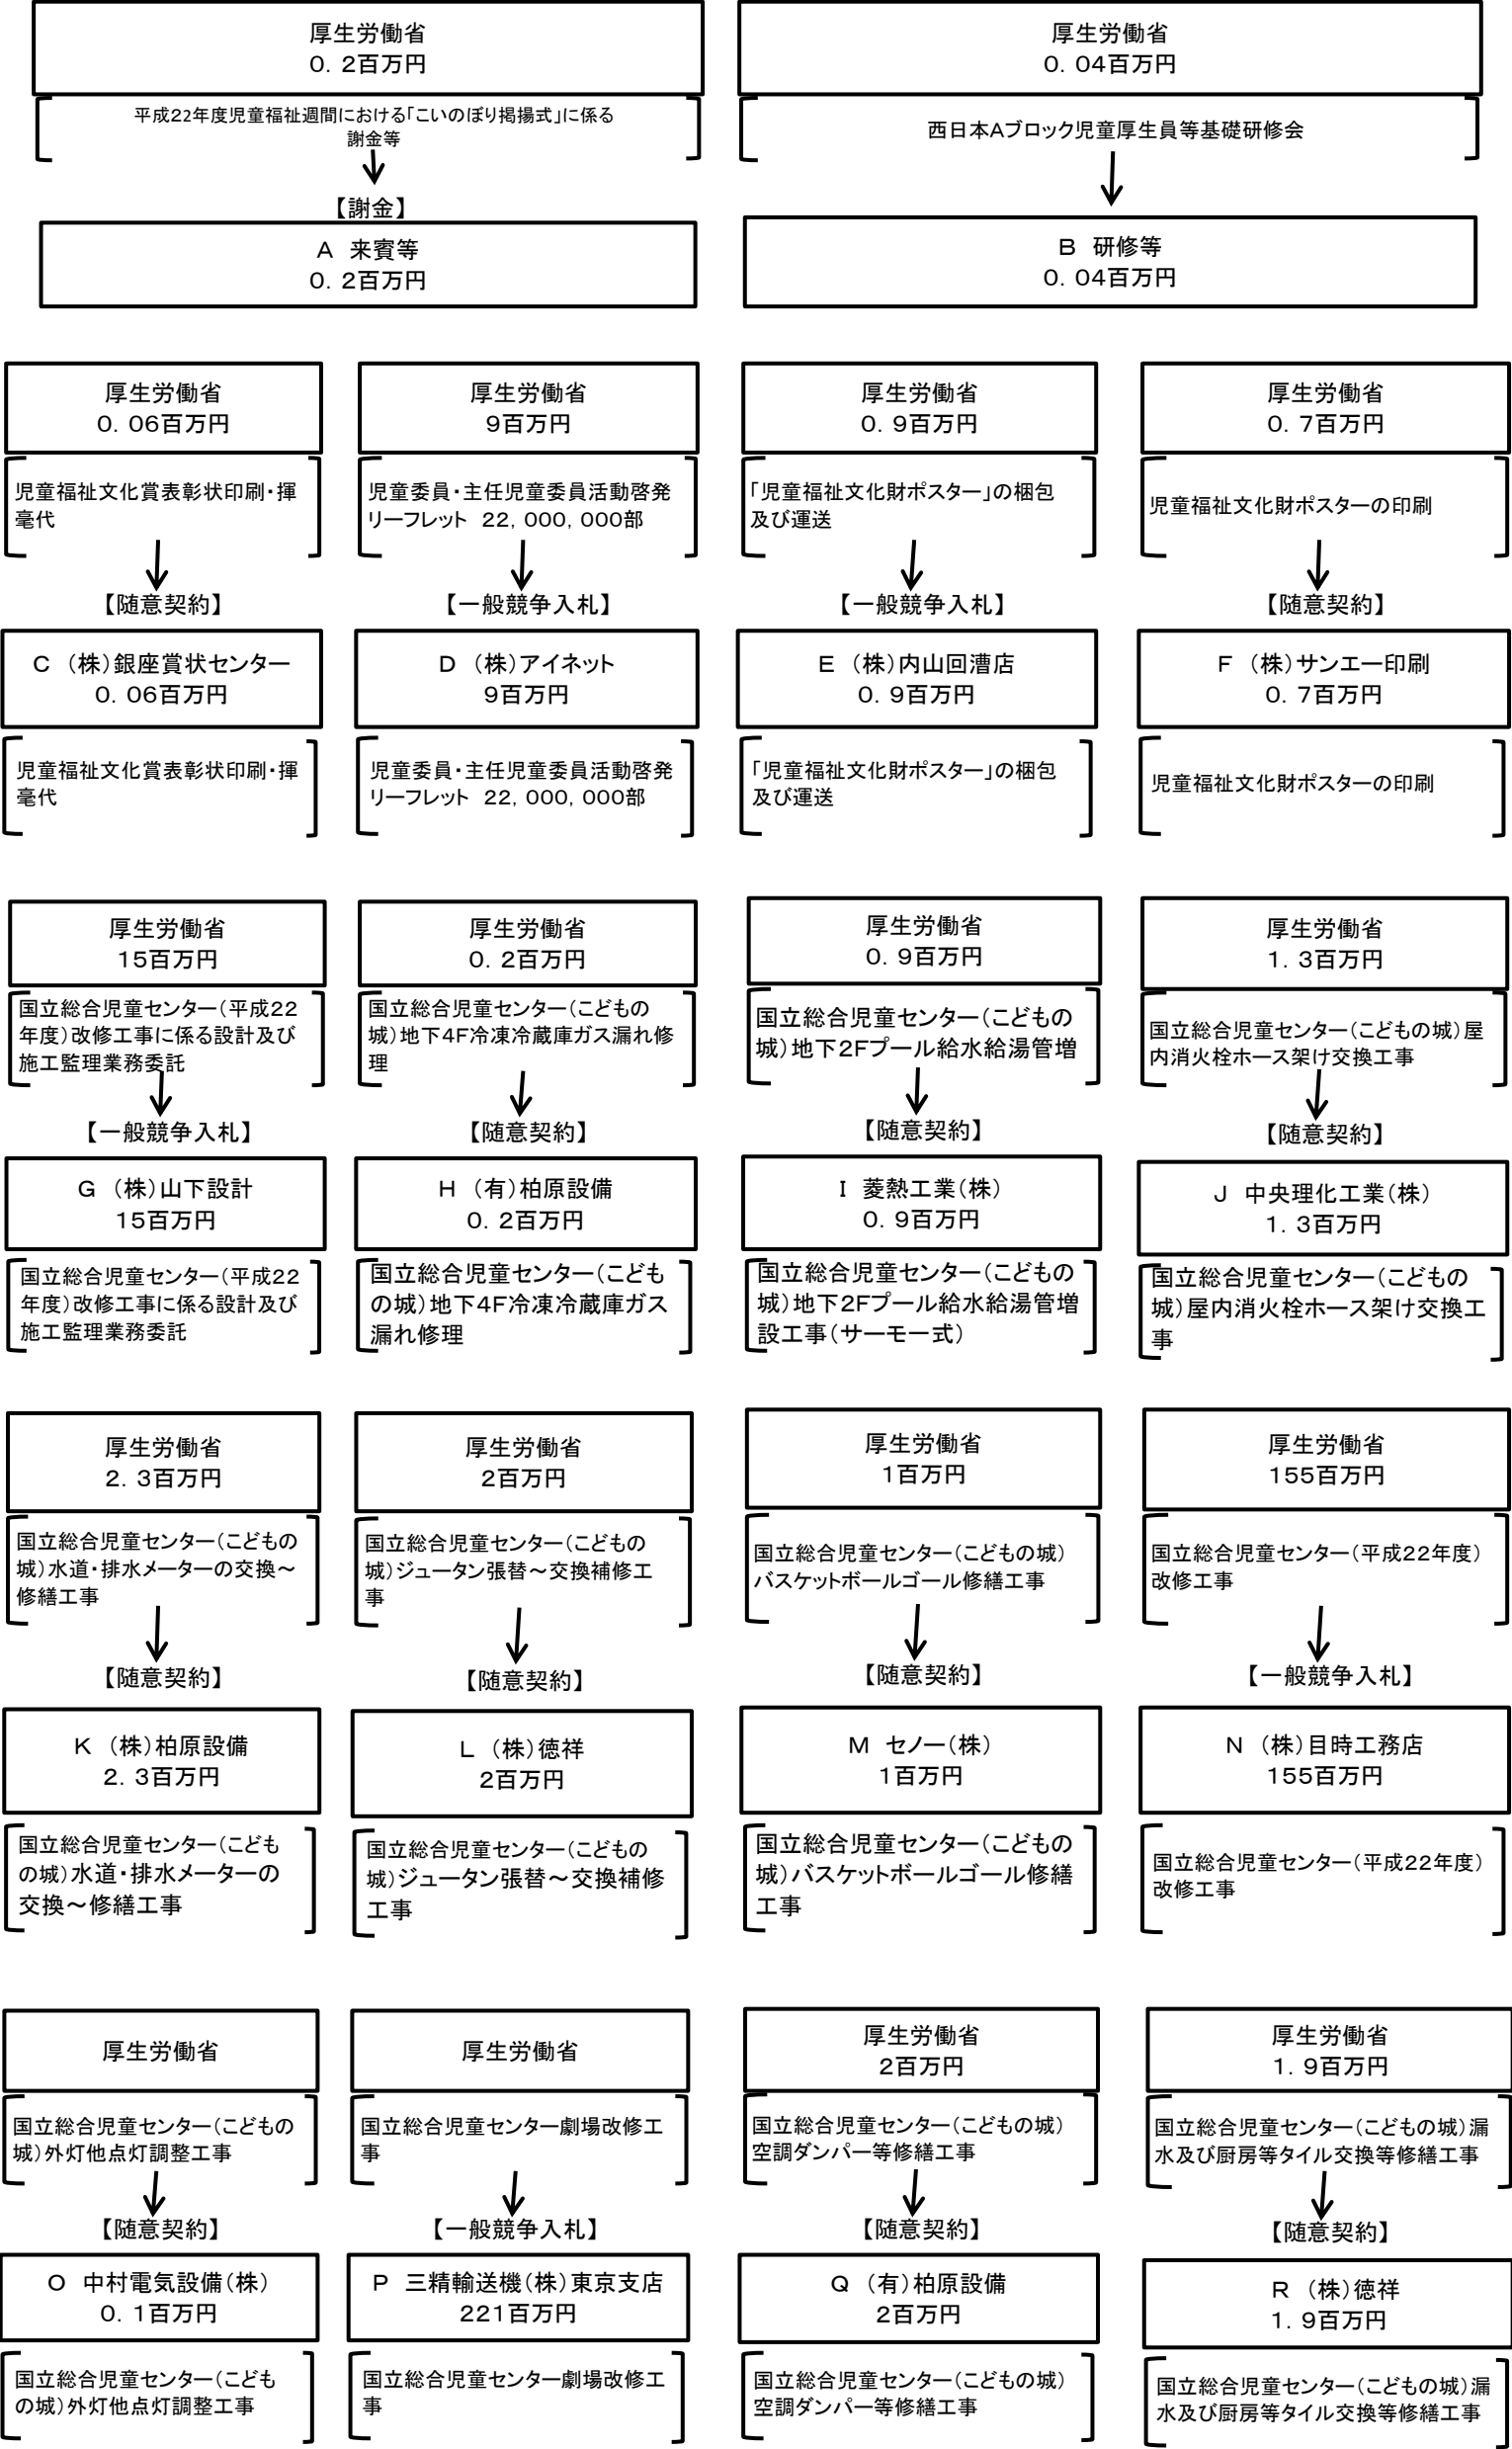 厚生労働省
０．２百万円
平成２２年度児童福祉週間における「こいのぼり掲揚式」に係る
謝金等
【謝金】
A　来賓等
０．２百万円
厚生労働省
０．０４百万円
西日本Aブロック児童厚生員等基礎研修会
B　研修等
０．０４百万円
厚生労働省
０．０６百万円
児童福祉文化賞表彰状印刷・揮
毫代
【随意契約】
C　（株）銀座賞状センター
０．０６百万円
児童福祉文化賞表彰状印刷・揮
毫代
厚生労働省
９百万円
児童委員・主任児童委員活動啓発
リーフレット　２２，０００，０００部
【一般競争入札】
D　（株）アイネット
９百万円
児童委員・主任児童委員活動啓発
リーフレット　２２，０００，０００部
厚生労働省
０．９百万円
「児童福祉文化財ポスター」の梱包
及び運送
【一般競争入札】
E　（株）内山回漕店
０．９百万円
「児童福祉文化財ポスター」の梱包
及び運送
厚生労働省
０．７百万円
児童福祉文化財ポスターの印刷
【随意契約】
F　（株）サンエー印刷
０．７百万円
児童福祉文化財ポスターの印刷
厚生労働省
１５百万円
国立総合児童センター（平成２２
年度）改修工事に係る設計及び
施工監理業務委託
【一般競争入札】
G　（株）山下設計
１５百万円
国立総合児童センター（平成２２
年度）改修工事に係る設計及び
施工監理業務委託
厚生労働省
０．２百万円
国立総合児童センター（こどもの
城）地下４F冷凍冷蔵庫ガス漏れ修
理
【随意契約】
H　（有）柏原設備
０．２百万円
国立総合児童センター（こども
の城）地下４F冷凍冷蔵庫ガス
漏れ修理
厚生労働省
０．９百万円
国立総合児童センター（こどもの
城）地下２Fプール給水給湯管増
【随意契約】
I　菱熱工業（株）
０．９百万円
国立総合児童センター（こどもの
城）地下２Fプール給水給湯管増
設工事（サーモ一式）
厚生労働省
１．３百万円
国立総合児童センター（こどもの城）屋
内消火栓ホース架け交換工事
【随意契約】
J　中央理化工業（株）
１．３百万円
国立総合児童センター（こどもの
城）屋内消火栓ホース架け交換工
事
厚生労働省
２．３百万円
国立総合児童センター（こどもの
城）水道・排水メーターの交換～
修繕工事
【随意契約】
K　（株）柏原設備
２．３百万円
国立総合児童センター（こども
の城）水道・排水メーターの
交換～修繕工事
厚生労働省
２百万円
国立総合児童センター（こどもの
城）ジュータン張替～交換補修工
事
【随意契約】
L　（株）徳祥
２百万円
国立総合児童センター（こどもの
城）ジュータン張替～交換補修
工事
厚生労働省
１百万円
国立総合児童センター（こどもの城）
バスケットボールゴール修繕工事
【随意契約】
M　セノー（株）
１百万円
国立総合児童センター（こどもの
城）バスケットボールゴール修繕
工事
厚生労働省
１５５百万円
国立総合児童センター（平成２２年度）
改修工事
【一般競争入札】
N　（株）目時工務店
１５５百万円
国立総合児童センター（平成２２年度）
改修工事
厚生労働省
国立総合児童センター（こどもの
城）外灯他点灯調整工事
【随意契約】
O　中村電気設備（株）
０．１百万円
国立総合児童センター（こども
の城）外灯他点灯調整工事
厚生労働省
国立総合児童センター劇場改修工
事
【一般競争入札】
P　三精輸送機（株）東京支店
２２１百万円
国立総合児童センター劇場改修工
事
厚生労働省
２百万円
国立総合児童センター（こどもの城）
空調ダンパー等修繕工事
【随意契約】
Q　（有）柏原設備
２百万円
国立総合児童センター（こどもの城）
空調ダンパー等修繕工事
厚生労働省
１．９百万円
国立総合児童センター（こどもの城）漏
水及び厨房等タイル交換等修繕工事
【随意契約】
R　（株）徳祥
１．９百万円
国立総合児童センター（こどもの城）漏
水及び厨房等タイル交換等修繕工事